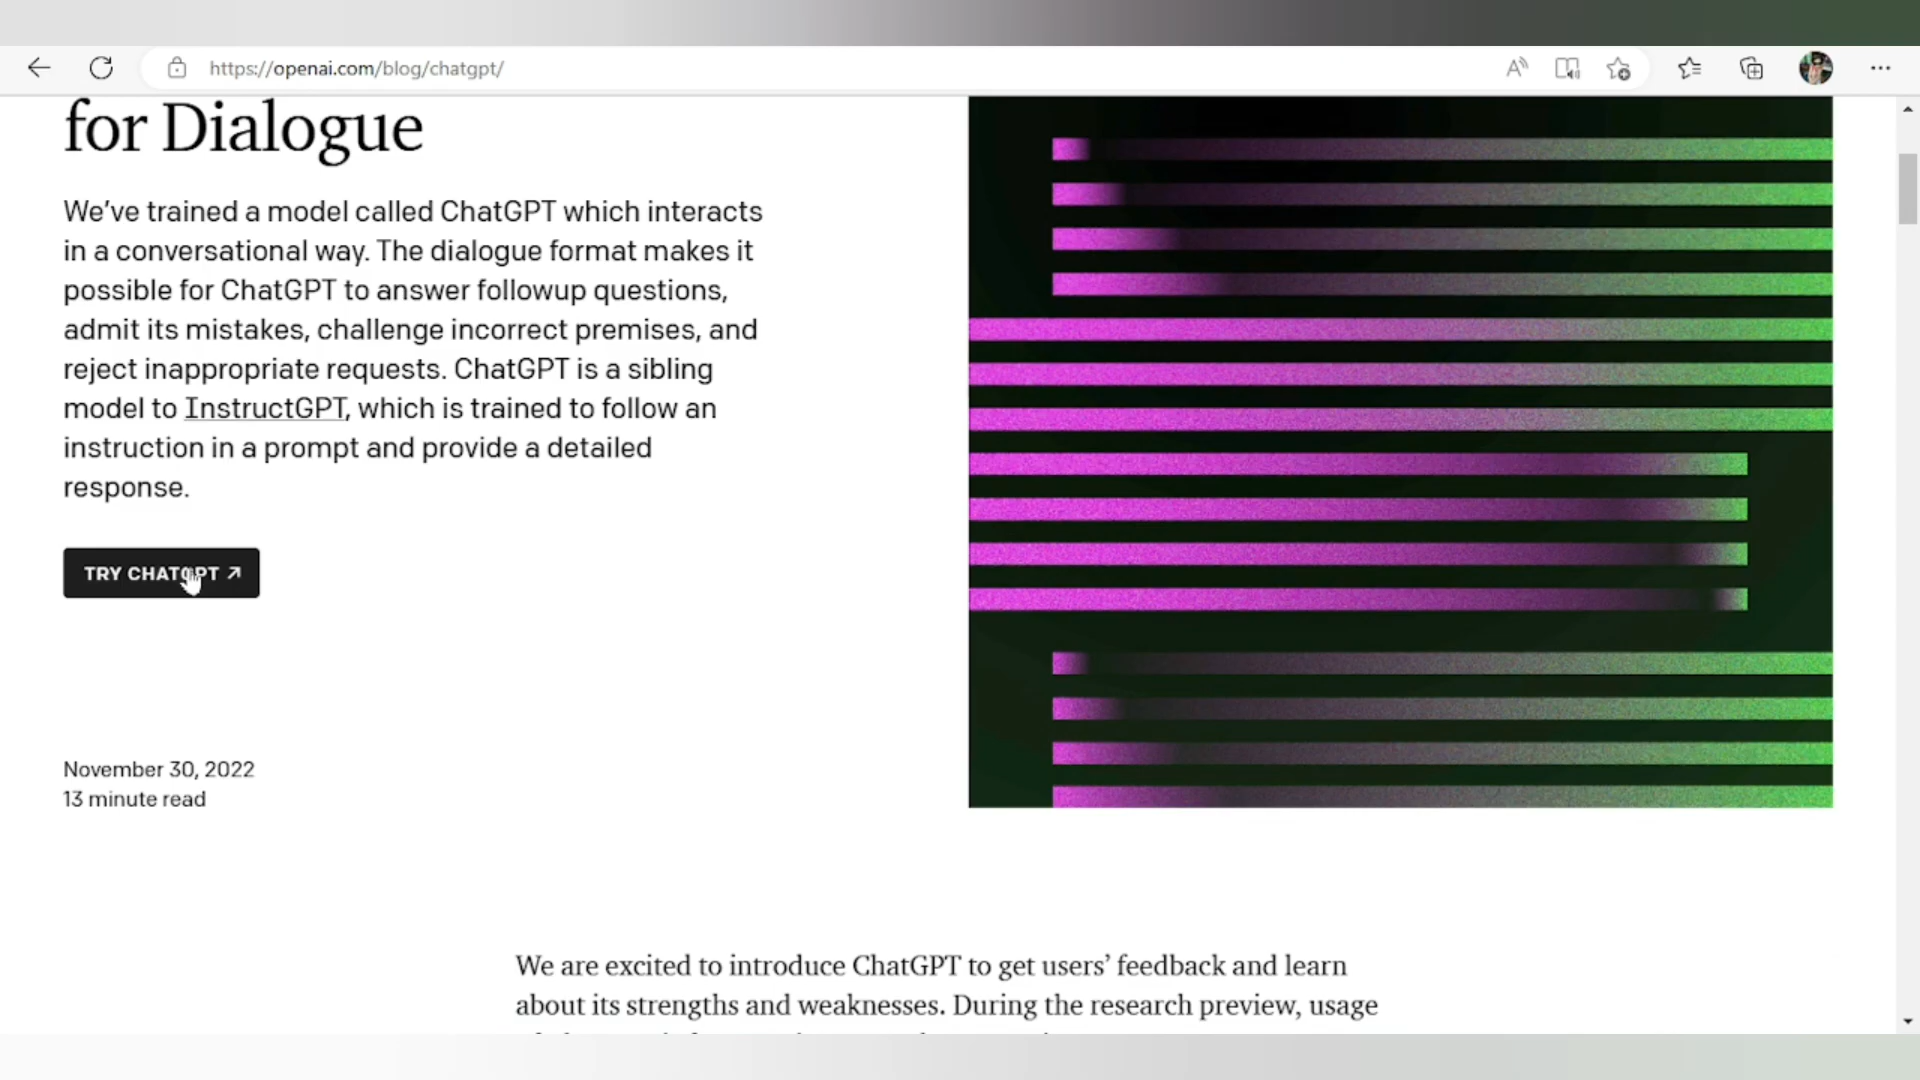 https://openai.com/blog/chatgpt/
for Dialogue
We’ve trained a model called ChatGPT which interacts
in a conversational way. The dialogue format makes it
possible for ChatGPT to answer followup questions,
admit its mistakes, challenge incorrect premises, and
reject inappropriate requests. ChatGPT is a sibling
model to InstructGPT, which is trained to follow an
instruction in a prompt and provide a detailed
response.
TRY CHATGPT ↗
November 30, 2022
13 minute read
We are excited to introduce ChatGPT to get users’ feedback and learn
about its strengths and weaknesses. During the research preview, usage